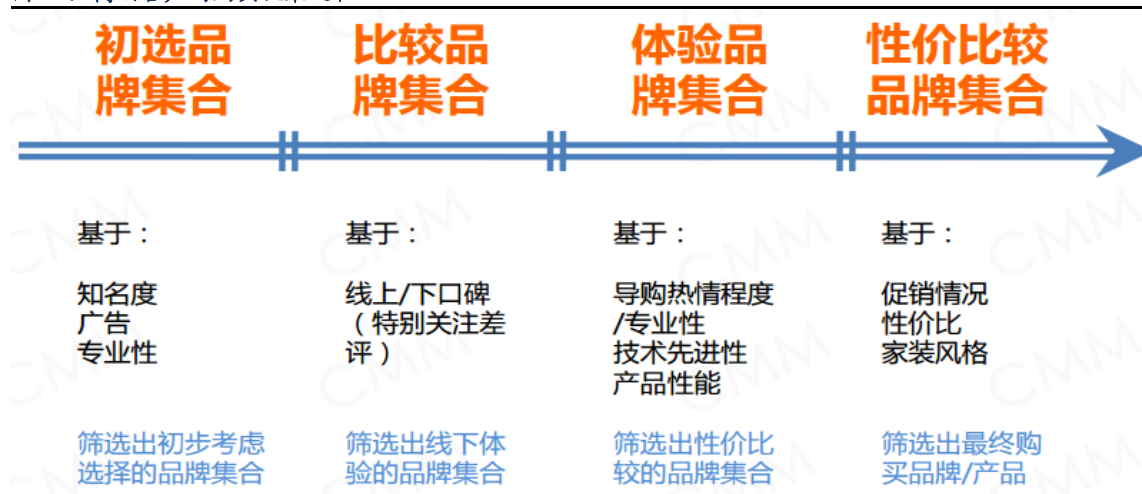 初选品
牌集合
比较品
牌集合
体验品
牌集合
性价比较
品牌集合
基于：
知名度
广告
专业性
筛选出初步考虑
选择的品牌集合
基于：
线上/下口碑
（特别关注差
评）
筛选出线下体
验的品牌集合
基于：
导购热情程度
/专业性
技术先进性
产品性能
筛选出性价比
较的品牌集合
基于：
促销情况
性价比
家装风格
筛选出最终购
买品牌/产品
CMM